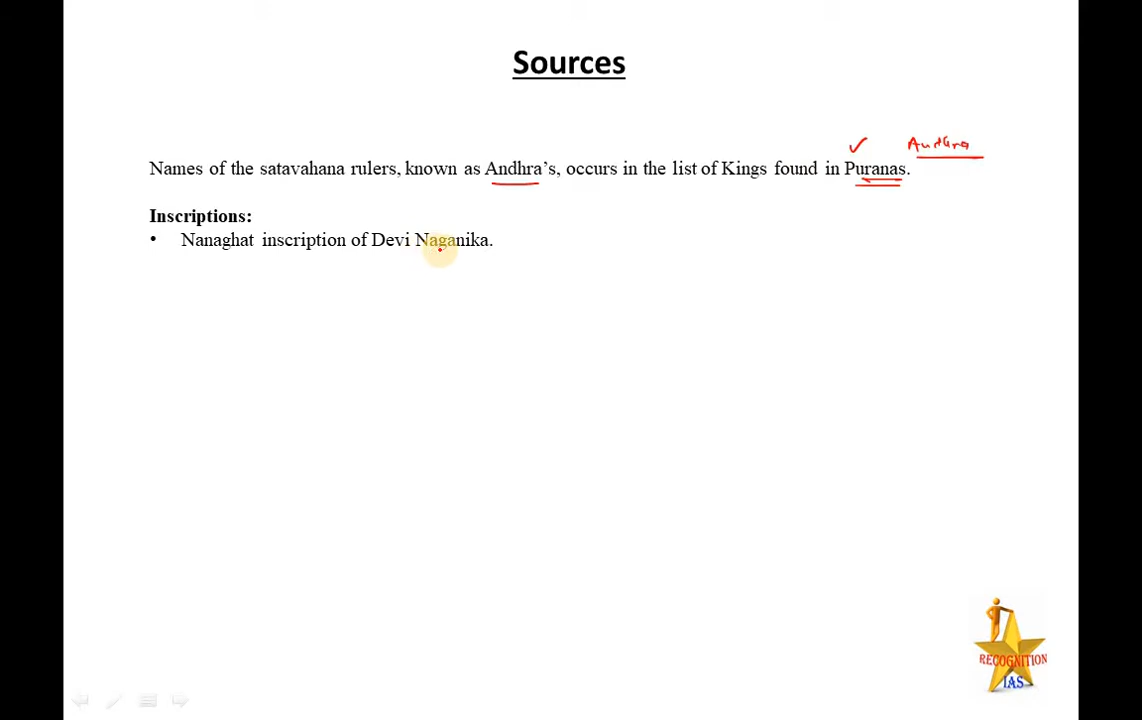 Sources
Andhra
Names of the satavahana rulers, known as Andhra's, occurs in the list of Kings found in Puranas.
Inscriptions:
• Nanaghat inscription of Devi Naganika.
RECOGNITION
IAS